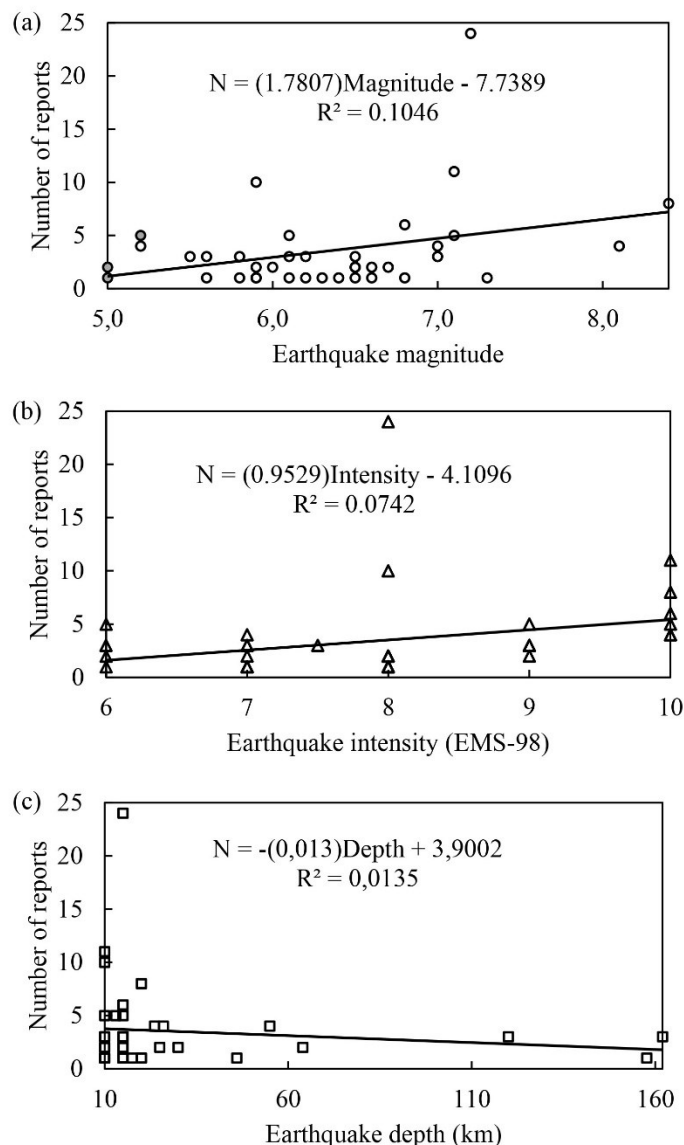 (a)
25
20
15
10
5
0
Number of reports
N = (1.7807)Magnitude - 7.7389
R² = 0.1046
5,0 6,0 7,0 8,0
Earthquake magnitude
(b)
25
20
15
10
5
0
Number of reports
N = (0.9529)Intensity - 4.1096
R² = 0.0742
6 7 8 9 10
Earthquake intensity (EMS-98)
(c)
25
20
15
10
5
0
Number of reports
N = -(0,013)Depth + 3,9002
R² = 0,0135
10 60 110 160
Earthquake depth (km)